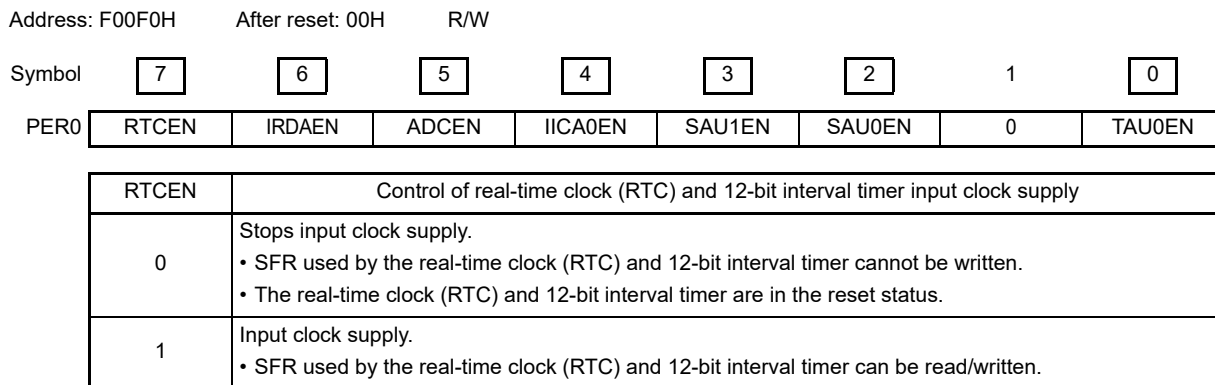 Address: F00F0H After reset: 00H R/W
Symbol 7 6 5 4 3 2 1 0
PER0 RTCEN IRDAEN ADCEN IICA0EN SAU1EN SAU0EN 0 TAU0EN
RTCEN Control of real-time clock (RTC) and 12-bit interval timer input clock supply
0 Stops input clock supply.
• SFR used by the real-time clock (RTC) and 12-bit interval timer cannot be written.
• The real-time clock (RTC) and 12-bit interval timer are in the reset status.
1 Input clock supply.
• SFR used by the real-time clock (RTC) and 12-bit interval timer can be read/written.